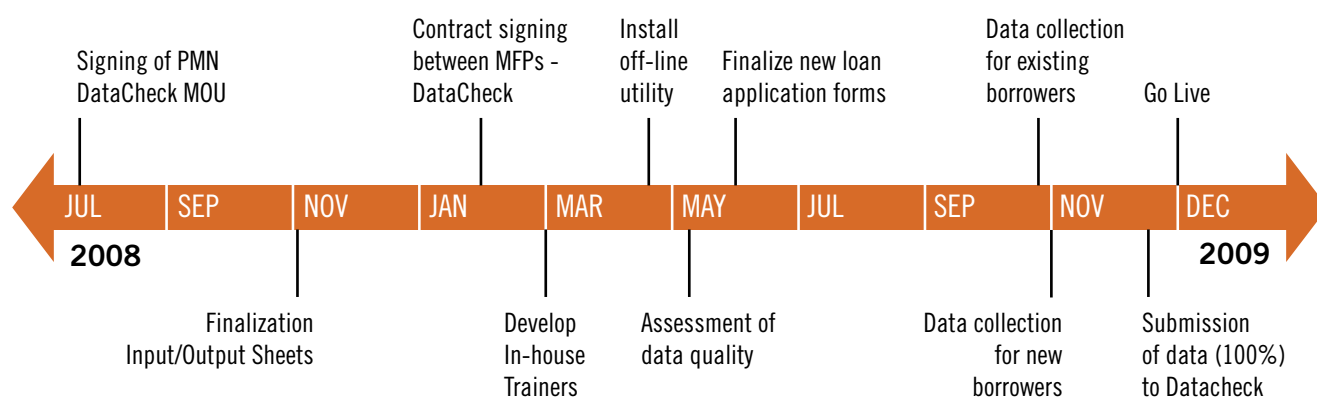 Signing of PMN
DataCheck MOU
Contract signing
between MFPs -
DataCheck
Install
off-line
utility
Finalize new loan
application forms
Data collection
for existing
borrowers
Go Live
JUL SEP NOV JAN MAR MAY JUL SEP NOV DEC
2008 2009
Finalization
Input/Output Sheets
Develop
In-house
Trainers
Assessment of
data quality
Data collection
for new
borrowers
Submission
of data (100%)
to Datacheck